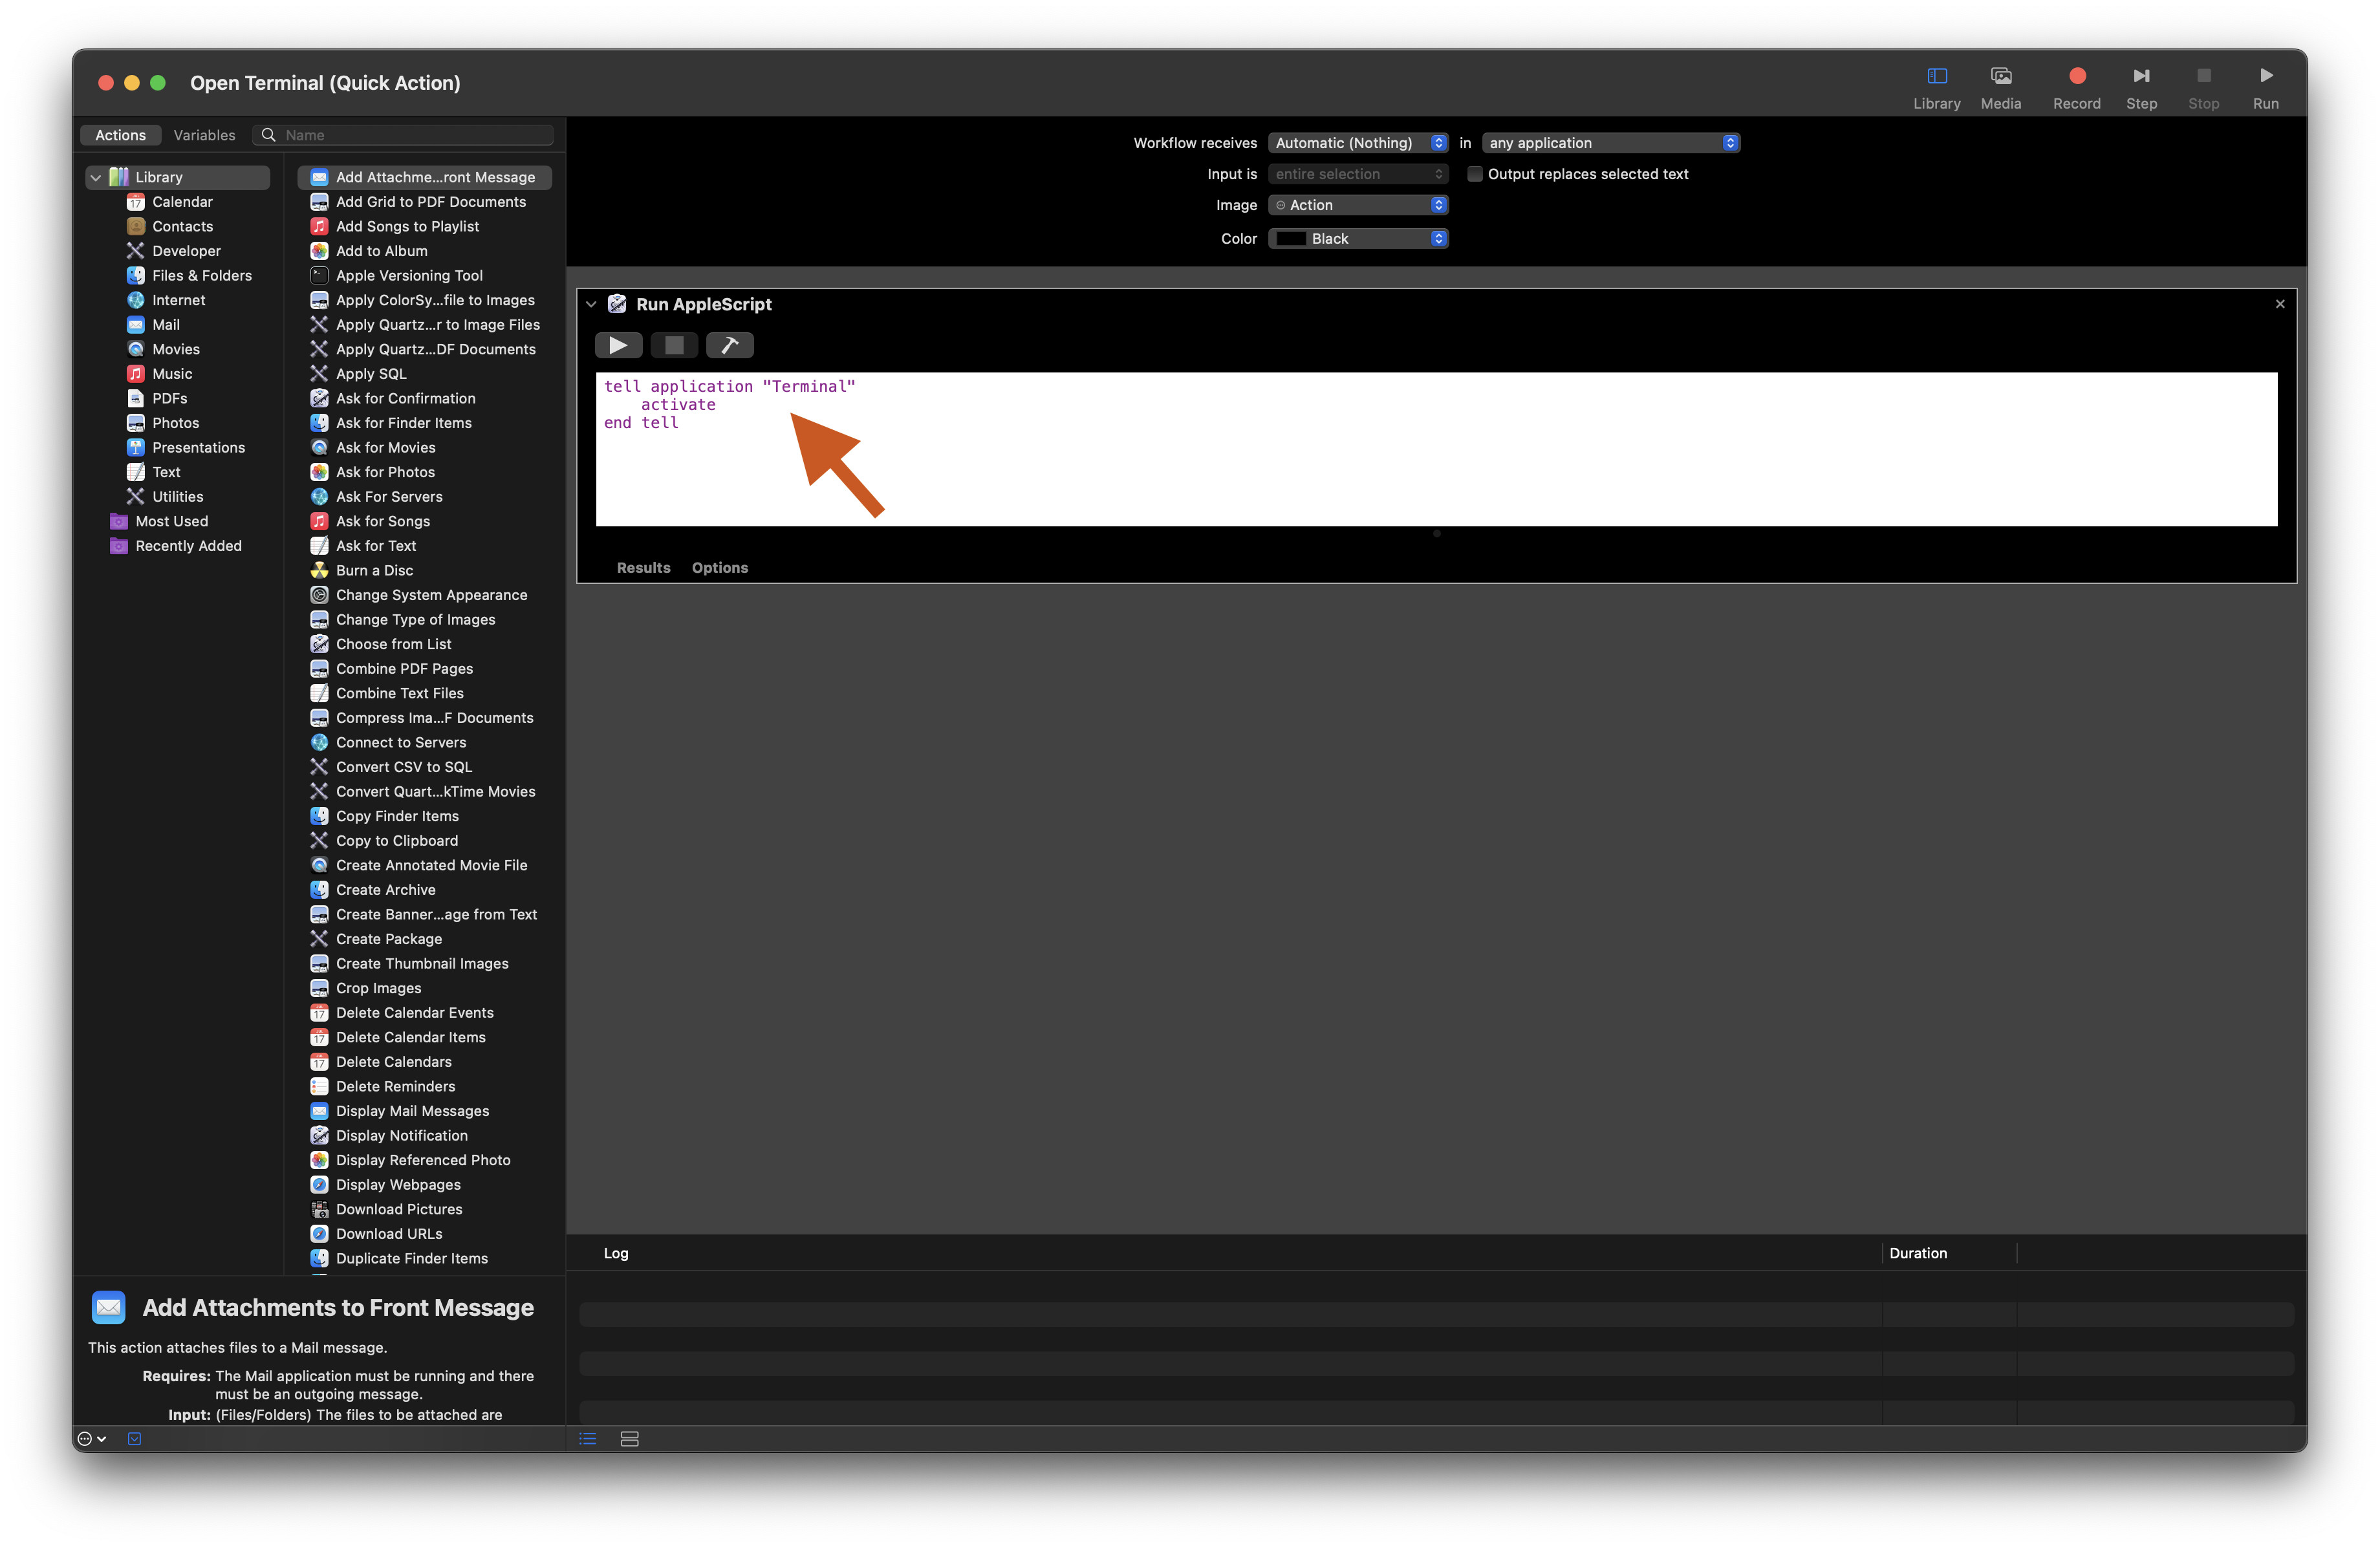 Open Terminal (Quick Action)
Library
Media
Record
Step
Stop
Run
Actions
Variables
Name
Library
Calendar
Contacts
Developer
Files & Folders
Internet
Mail
Movies
Music
PDFs
Photos
Presentations
Text
Utilities
Most Used
Recently Added
Add Attachme...ront Message
Add Grid to PDF Documents
Add Songs to Playlist
Add to Album
Apple Versioning Tool
Apply ColorSy...file to Images
Apply Quartz...r to Image Files
Apply Quartz...DF Documents
Apply SQL
Ask for Confirmation
Ask for Finder Items
Ask for Movies
Ask for Photos
Ask For Servers
Ask for Songs
Ask for Text
Burn a Disc
Change System Appearance
Change Type of Images
Choose from List
Combine PDF Pages
Combine Text Files
Compress Ima...F Documents
Connect to Servers
Convert CSV to SQL
Convert Quart...kTime Movies
Copy Finder Items
Copy to Clipboard
Create Annotated Movie File
Create Archive
Create Banner...age from Text
Create Package
Create Thumbnail Images
Crop Images
Delete Calendar Events
Delete Calendar Items
Delete Calendars
Delete Reminders
Display Mail Messages
Display Notification
Display Referenced Photo
Display Webpages
Download Pictures
Download URLs
Duplicate Finder Items
Add Attachments to Front Message
This action attaches files to a Mail message.
Requires: The Mail application must be running and there
must be an outgoing message.
Input: (Files/Folders) The files to be attached are
Workflow receives Automatic (Nothing) in any application
Input is entire selection Output replaces selected text
Image Action
Color Black
Run AppleScript
tell application "Terminal"
activate
end tell
Results Options
Log Duration